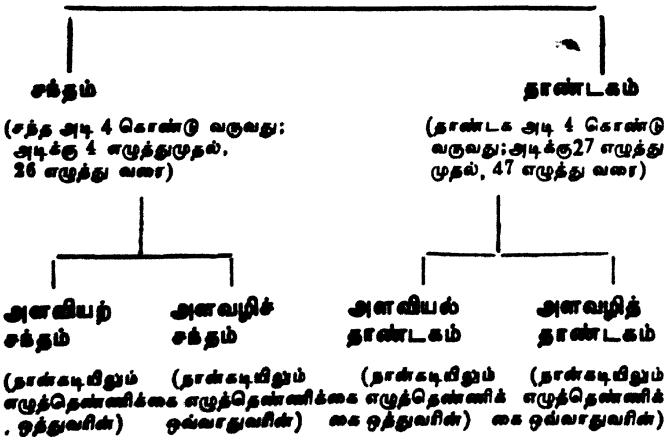 சந்தம்
(சந்த அடி 4 கொண்டு வருவது;
அடிக்கு 4 எழுத்துமுதல்,
26 எழுத்து வரை)
தாண்டகம்
(தாண்டக அடி 4 கொண்டு
வருவது; அடிக்கு27 எழுத்து
முதல், 47 எழுத்து வரை)
அளவியற்
சந்தம்
(நான்கடியிலும்
எழுத்தெண்ணிக்கை
ஒத்துவரின்)
அளவழிச்
சந்தம்
(நான்கடியிலும்
எழுத்தெண்ணிக்கை
ஒவ்வாதுவரின்)
அளவியல்
தாண்டகம்
(நான்கடியிலும்
எழுத்தெண்ணிக்
கை ஒத்துவரின்)
அளவழித்
தாண்டகம்
(நான்கடியிலும்
எழுத்தெண்ணிக்
கை ஒவ்வாதுவரின்)